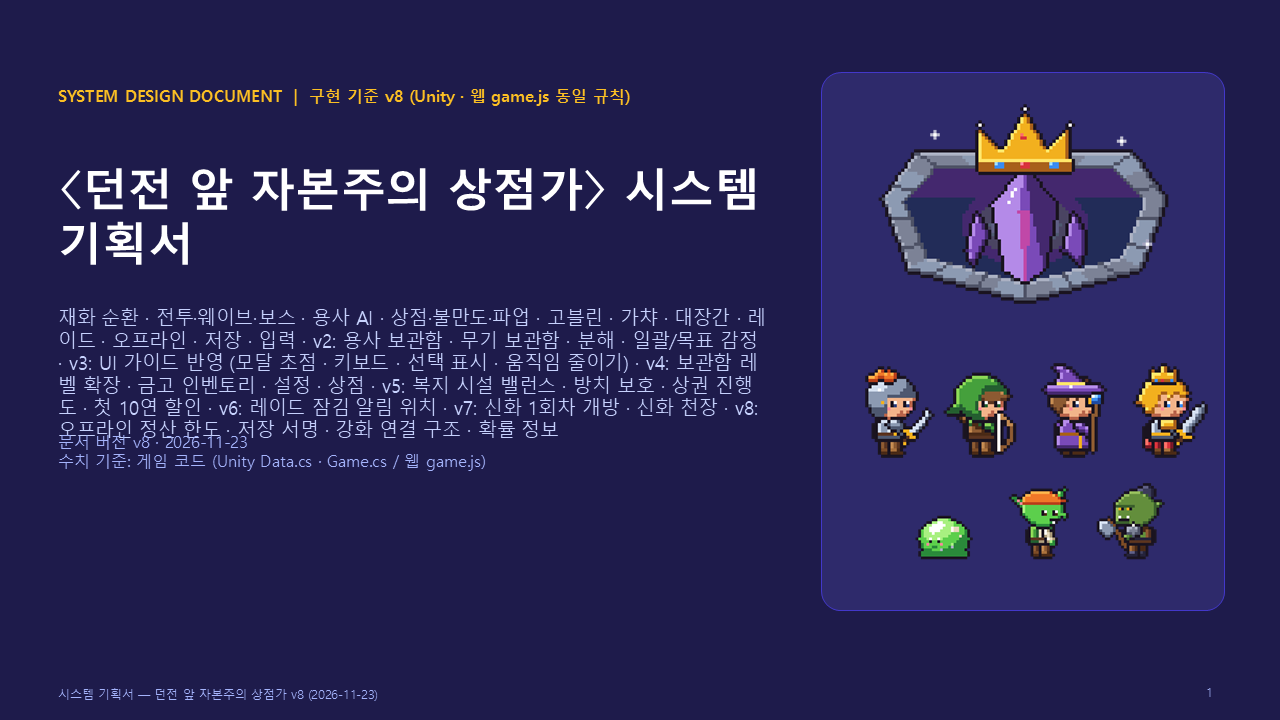 SYSTEM DESIGN DOCUMENT | 구현 기준 v8 (Unity · 웹 game.js 동일 규칙)
〈던전 앞 자본주의 상점가〉 시스템
기획서
재화 순환 · 전투·웨이브·보스 · 용사 AI · 상점·불만도·파업 · 고블린 · 가챠 · 대장간 · 레
이드 · 오프라인 · 저장 · 입력 · v2: 용사 보관함 · 무기 보관함 · 분해 · 일괄/목표 감정
· v3: UI 가이드 반영 (모달 초점 · 키보드 · 선택 표시 · 움직임 줄이기) · v4: 보관함 레
벨 확장 · 금고 인벤토리 · 설정 · 상점 · v5: 복지 시설 밸런스 · 방치 보호 · 상권 진행
도 · 첫 10연 할인 · v6: 레이드 잠김 알림 위치 · v7: 신화 1회차 개방 · 신화 천장 · v8:
오프라인 정산 한도 · 저장 서명 · 강화 연결 구조 · 확률 정보
문서 버전 v8 · 2026-11-23
수치 기준: 게임 코드 (Unity Data.cs · Game.cs / 웹 game.js)
시스템 기획서 — 던전 앞 자본주의 상점가 v8 (2026-11-23)
1